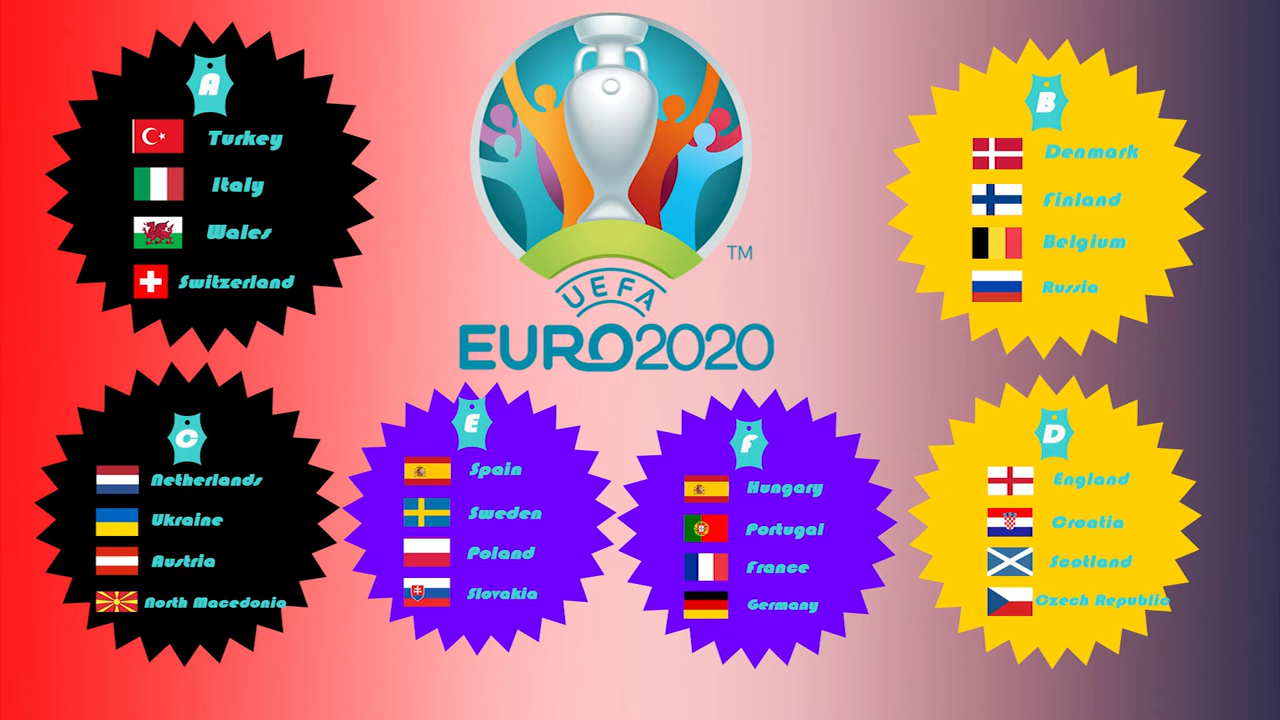 A
Turkey
Italy
Wales
Switzerland
TM
UEFA
EURO2020
B
Denmark
Finland
Belgium
Russia
C
Netherlands
Ukraine
Austria
North Macedonia
E
Spain
Sweden
Poland
Slovakia
F
Hungary
Portugal
France
Germany
D
England
Croatia
Scotland
Czech Republic